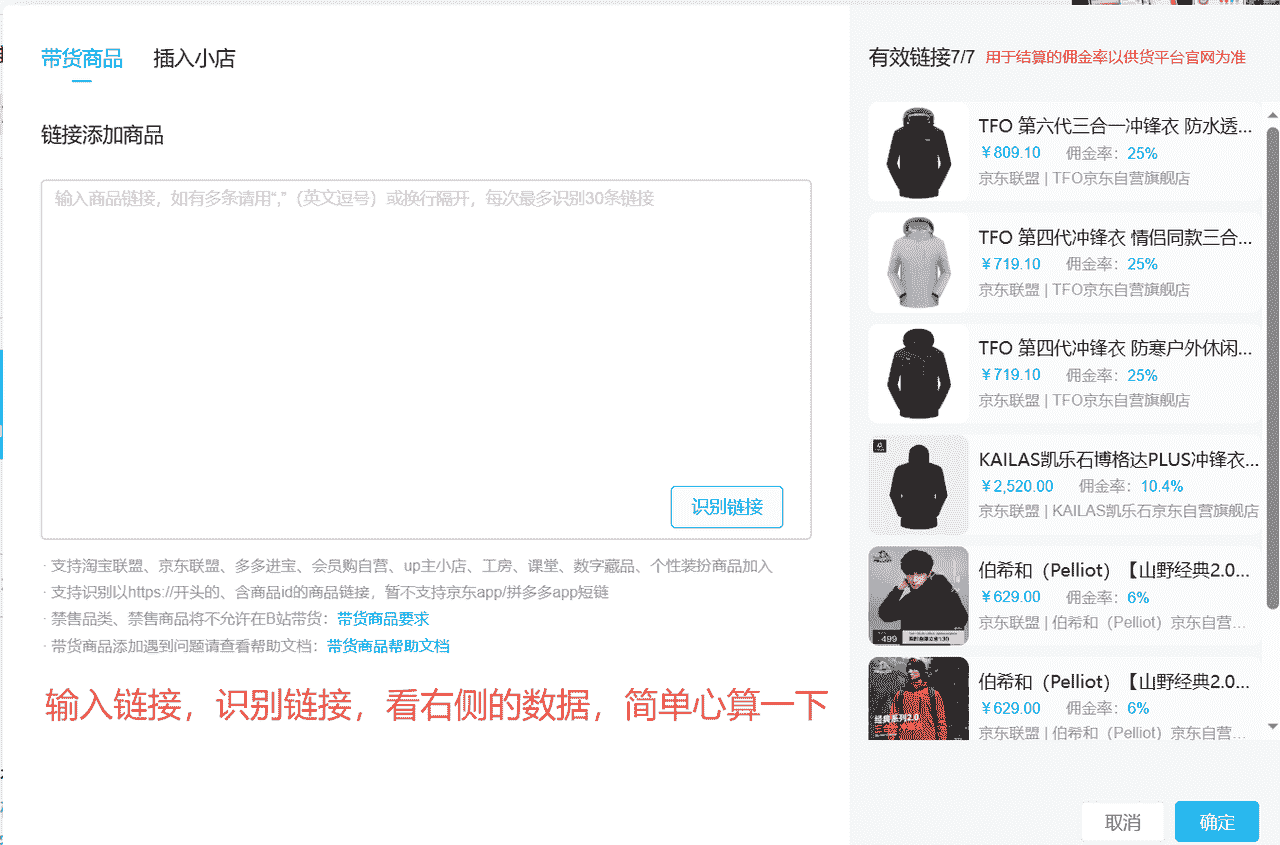 带货商品 插入小店
链接添加商品
输入商品链接，如有多条请用“,”（英文逗号）或换行隔开，每次最多识别30条链接
识别链接
· 支持淘宝联盟、京东联盟、多多进宝、会员购自营、up主小店、工房、课堂、数字藏品、个性装扮商品加入
· 支持识别以https://开头的、含商品id的商品链接，暂不支持京东app/拼多多app短链
· 禁售品类、禁售商品将不允许在B站带货：带货商品要求
· 带货商品添加遇到问题请查看帮助文档：带货商品帮助文档
输入链接，识别链接，看右侧的数据，简单心算一下
有效链接7/7 用于结算的佣金率以供货平台官网为准
TFO 第六代三合一冲锋衣 防水透...
￥809.10 佣金率：25%
京东联盟 | TFO京东自营旗舰店
TFO 第四代冲锋衣 情侣同款三合...
￥719.10 佣金率：25%
京东联盟 | TFO京东自营旗舰店
TFO 第四代冲锋衣 防寒户外休闲...
￥719.10 佣金率：25%
京东联盟 | TFO京东自营旗舰店
KAILAS凯乐石博格达PLUS冲锋衣...
￥2,520.00 佣金率：10.4%
京东联盟 | KAILAS凯乐石京东自营旗舰店
伯希和（Pelliot）【山野经典2.0...
￥629.00 佣金率：6%
京东联盟 | 伯希和（Pelliot）京东自营...
499
伯希和（Pelliot）【山野经典2.0...
￥629.00 佣金率：6%
京东联盟 | 伯希和（Pelliot）京东自营...
经典系列2.0
取消 确定